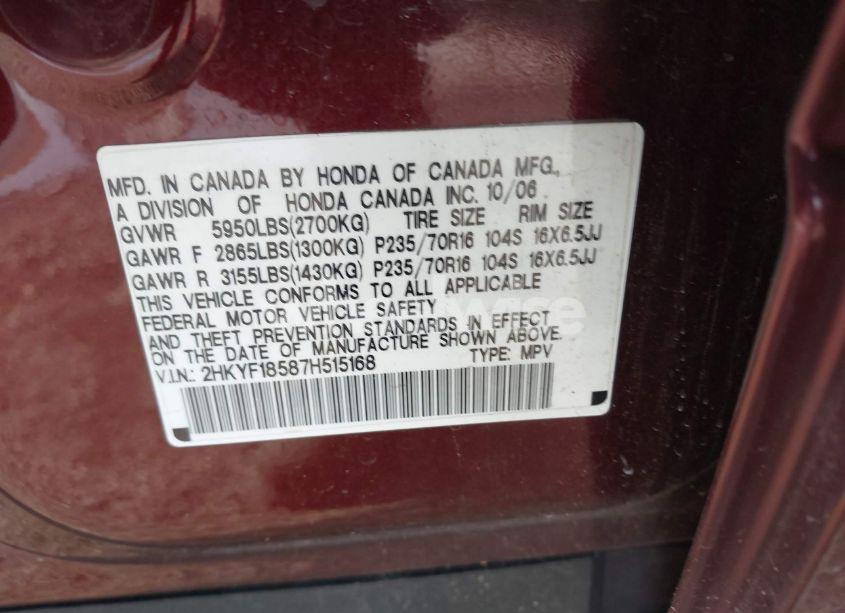 MFD. IN CANADA BY HONDA OF CANADA MFG.,
A DIVISION OF HONDA CANADA INC. 10/06
GVWR 5950LBS(2700KG) TIRE SIZE RIM SIZE
GAWR F 2865LBS(1300KG) P235/70R16 104S 16X6.5JJ
GAWR R 3155LBS(1430KG) P235/70R16 104S 16X6.5JJ
THIS VEHICLE CONFORMS TO ALL APPLICABLE
FEDERAL MOTOR VEHICLE SAFETY
AND THEFT PREVENTION STANDARDS IN EFFECT
ON THE DATE OF MANUFACTURE SHOWN ABOVE.
V.I.N.: 2HKYF18587H515168 TYPE: MPV